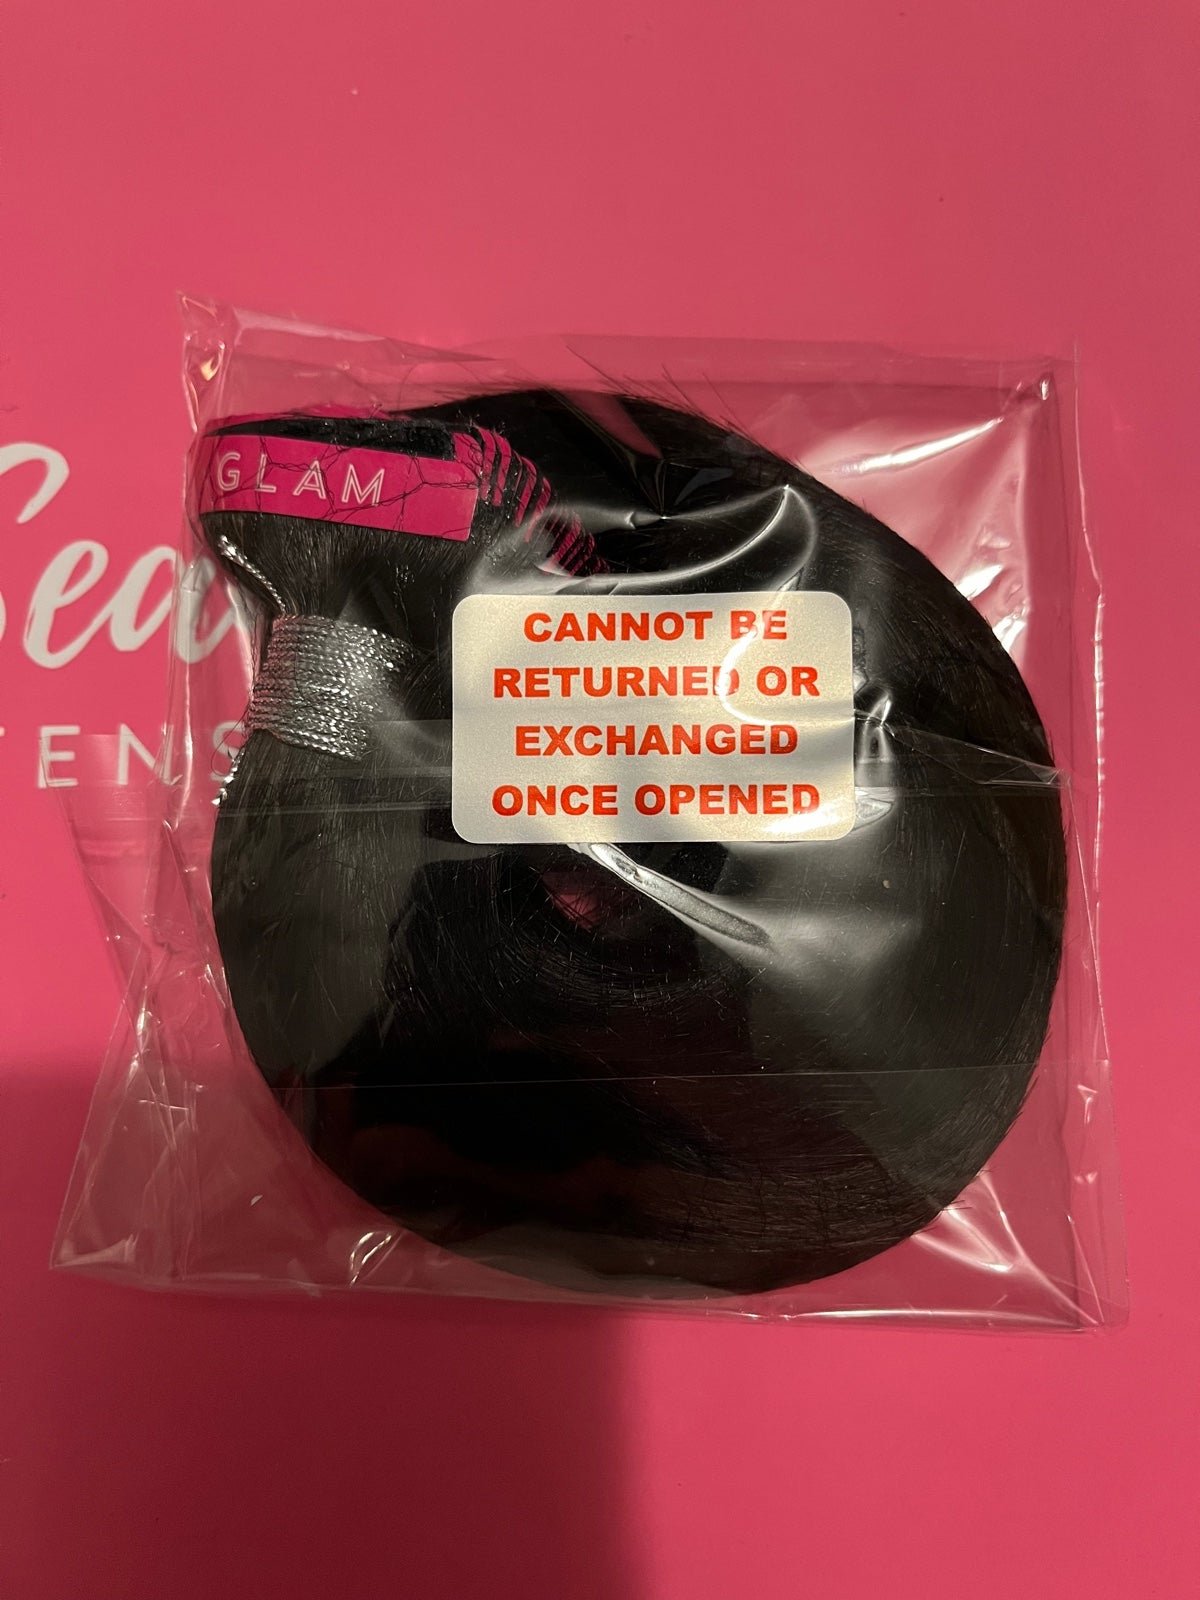 GLAM
CANNOT BE
RETURNED OR
EXCHANGED
ONCE OPENED